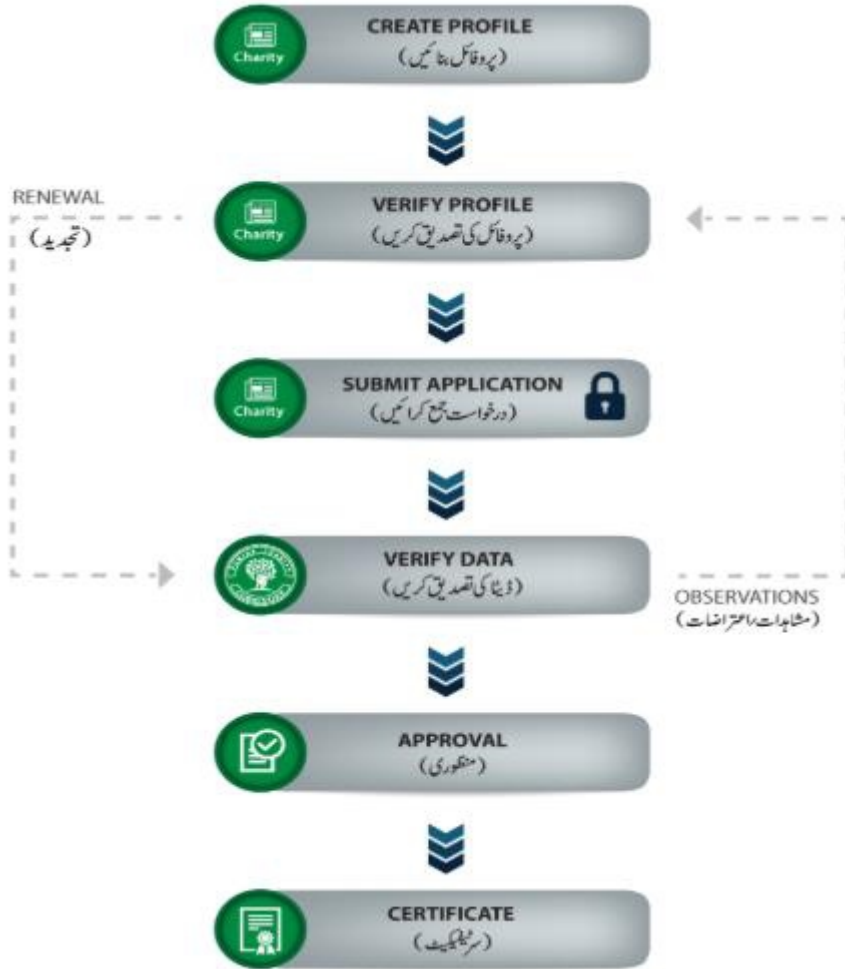 Charity
CREATE PROFILE
(پروفائل بنائیں)
RENEWAL
(تجدید)
Charity
VERIFY PROFILE
(پروفائل کی تصدیق کریں)
Charity
SUBMIT APPLICATION
(درخواست جمع کرائیں)
VERIFY DATA
(ڈیٹا کی تصدیق کریں)
OBSERVATIONS
(مشاہدات/اعتراضات)
APPROVAL
(منظوری)
CERTIFICATE
(سرٹیفکیٹ)